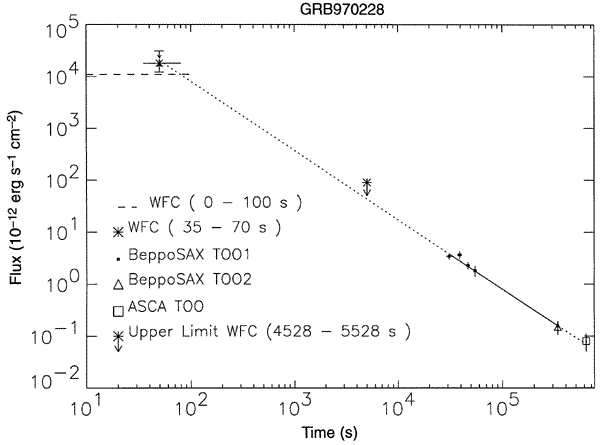 GRB970228
10^5
10^4
10^3
10^2
10^1
10^0
10^-1
10^-2
Flux (10^-12 erg s^-1 cm^-2)
WFC ( 0 - 100 s )
WFC ( 35 - 70 s )
BeppoSAX TOO1
BeppoSAX TOO2
ASCA TOO
Upper Limit WFC (4528 - 5528 s )
10^1
10^2
10^3
10^4
10^5
Time (s)